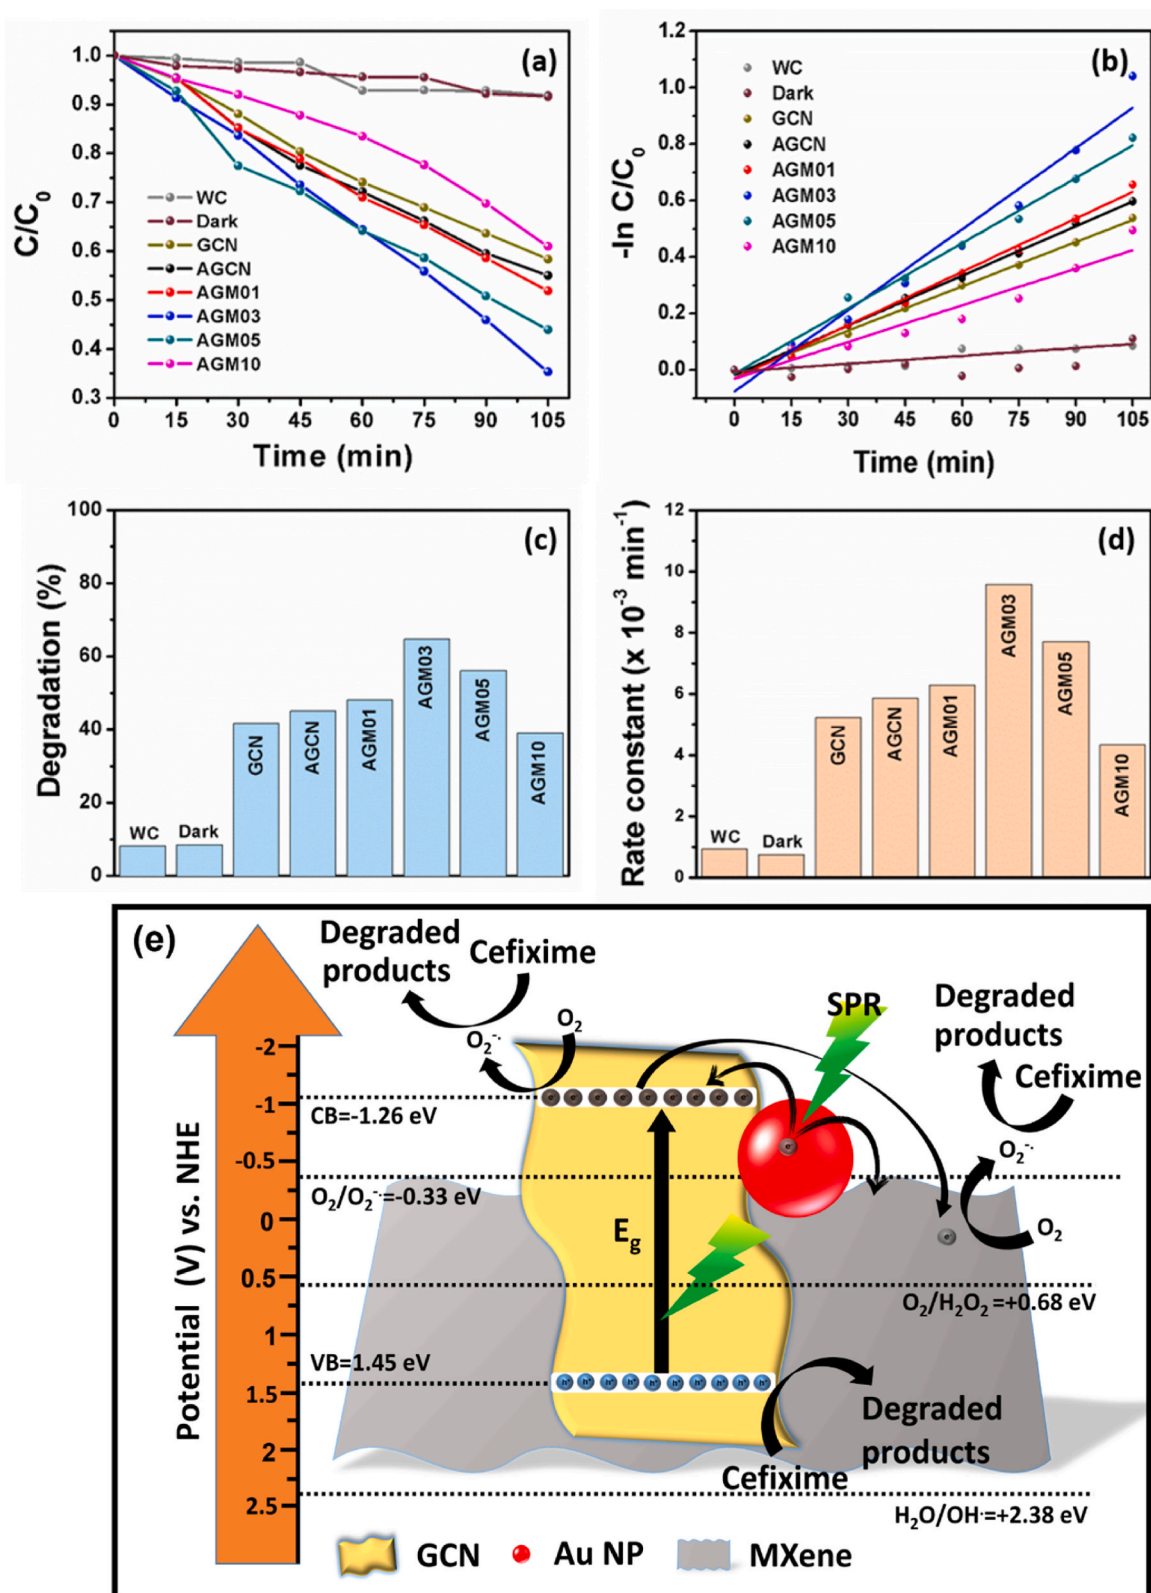 (a)
C/C0
1.0
0.9
0.8
0.7
0.6
0.5
0.4
0.3
WC
Dark
GCN
AGCN
AGM01
AGM03
AGM05
AGM10
0 15 30 45 60 75 90 105
Time (min)
(b)
-ln C/C0
1.2
1.0
0.8
0.6
0.4
0.2
0.0
WC
Dark
GCN
AGCN
AGM01
AGM03
AGM05
AGM10
0 15 30 45 60 75 90 105
Time (min)
(c)
Degradation (%)
100
80
60
40
20
0
WC
Dark
GCN
AGCN
AGM01
AGM03
AGM05
AGM10
(d)
Rate constant (x 10-3 min-1)
12
10
8
6
4
2
0
WC
Dark
GCN
AGCN
AGM01
AGM03
AGM05
AGM10
(e)
Potential (V) vs. NHE
-2
-1
-0.5
0
0.5
1
1.5
2
2.5
Degraded
products
Cefixime
O2-·
O2
SPR
Degraded
products
Cefixime
O2-·
O2
CB=-1.26 eV
e- e- e- e- e- e- e- e- e-
e-
O2/O2-·=-0.33 eV
e-
Eg
O2/H2O2 =+0.68 eV
VB=1.45 eV
h+ h+ h+ h+ h+ h+ h+ h+ h+ h+
Degraded
products
Cefixime
H2O/OH·=+2.38 eV
GCN
Au NP
MXene